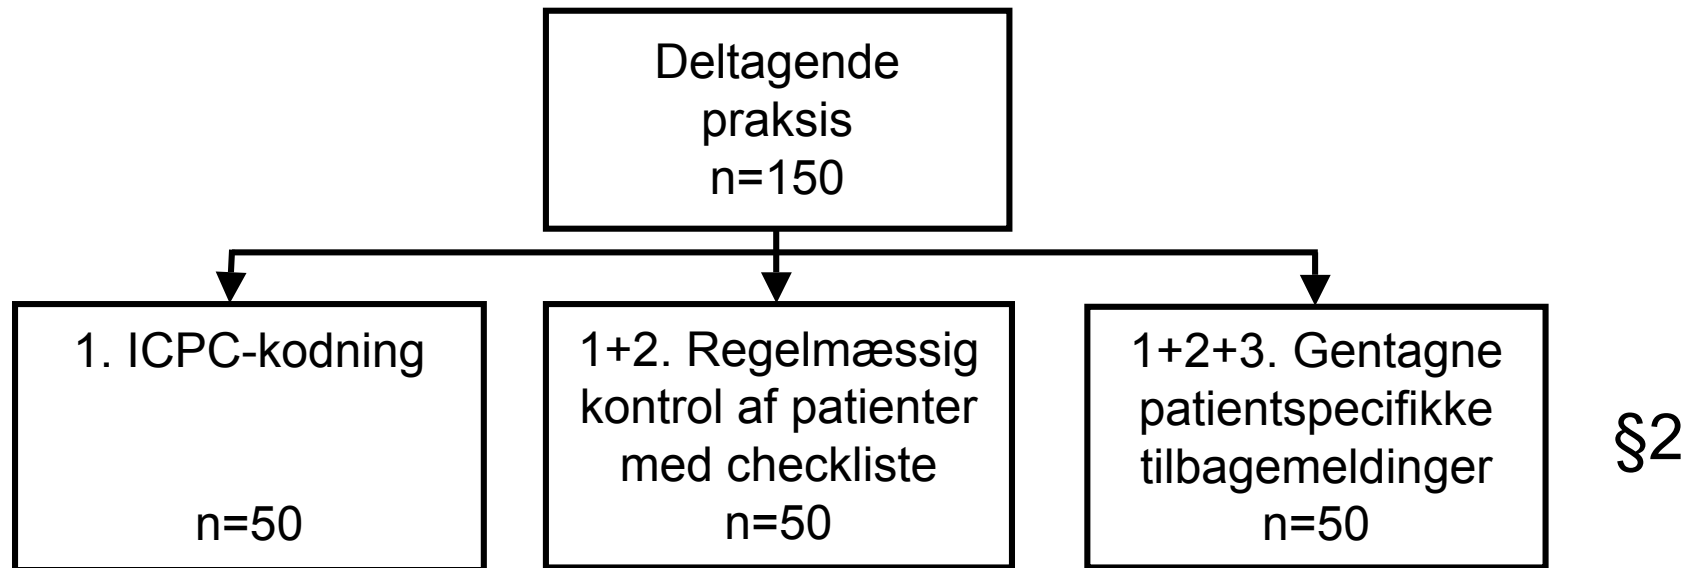 Deltagende
praksis
n=150
1. ICPC-kodning
n=50
1+2. Regelmæssig
kontrol af patienter
med checkliste
n=50
1+2+3. Gentagne
patientspecifikke
tilbagemeldinger
n=50
§2